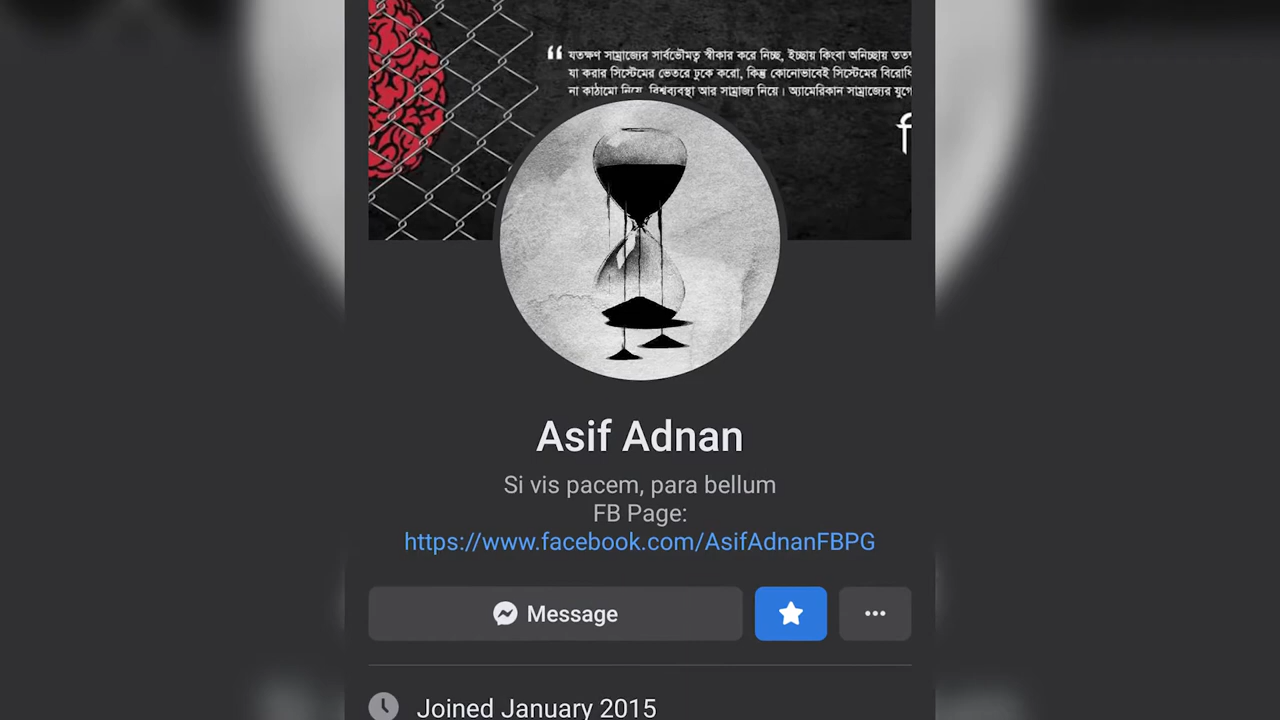 “ যতক্ষণ সাম্রাজ্যের সার্বভৌমত্ব স্বীকার করে নিচ্ছ, ইচ্ছায় কিংবা অনিচ্ছায় তত
যা করার সিস্টেমের ভেতরে ঢুকে করো, কিন্তু কোনোভাবেই সিস্টেমের বিরোধি
না কাঠামো নিয়ে, বিশ্বব্যবস্থা আর সাম্রাজ্য নিয়ে। অ্যামেরিকান সাম্রাজ্যের যুগে
Asif Adnan
Si vis pacem, para bellum
FB Page:
https://www.facebook.com/AsifAdnanFBPG
Message
Joined January 2015